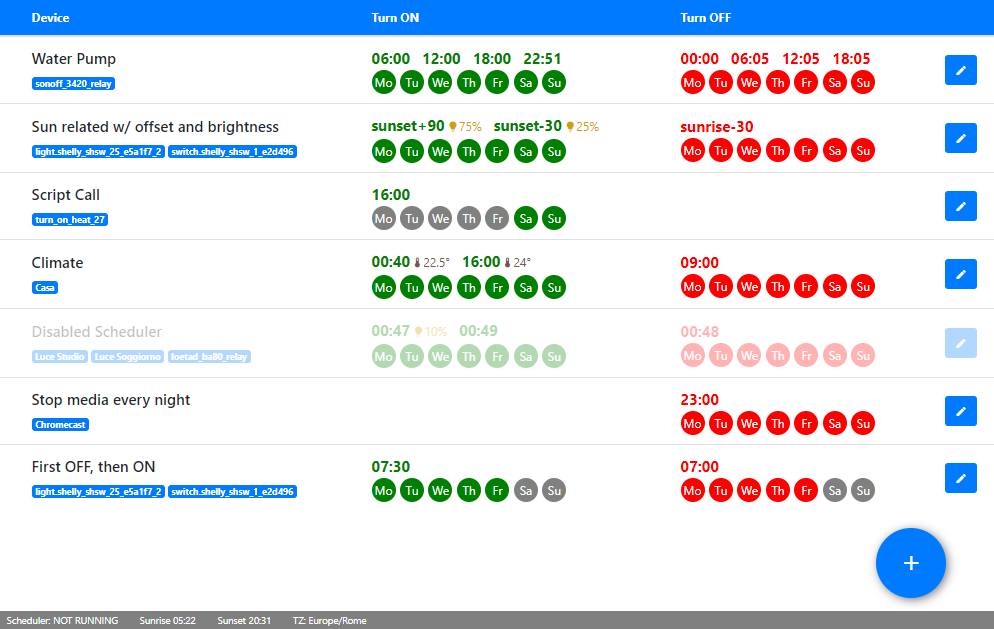 Device Turn ON Turn OFF
Water Pump 06:00 12:00 18:00 22:51 00:00 06:05 12:05 18:05
sonoff_3420_relay Mo Tu We Th Fr Sa Su Mo Tu We Th Fr Sa Su
Sun related w/ offset and brightness sunset+90 75% sunset-30 25% sunrise-30
light.shelly_shsw_25_e5a1f7_2 switch.shelly_shsw_1_e2d496 Mo Tu We Th Fr Sa Su Mo Tu We Th Fr Sa Su
Script Call 16:00
turn_on_heat_27 Mo Tu We Th Fr Sa Su
Climate 00:40 22.5° 16:00 24° 09:00
Casa Mo Tu We Th Fr Sa Su Mo Tu We Th Fr Sa Su
Disabled Scheduler 00:47 10% 00:49 00:48
Luce Studio Luce Soggiorno foetad_ba80_relay Mo Tu We Th Fr Sa Su Mo Tu We Th Fr Sa Su
Stop media every night 23:00
Chromecast Mo Tu We Th Fr Sa Su
First OFF, then ON 07:30 07:00
light.shelly_shsw_25_e5a1f7_2 switch.shelly_shsw_1_e2d496 Mo Tu We Th Fr Sa Su Mo Tu We Th Fr Sa Su
+
Scheduler: NOT RUNNING Sunrise 05:22 Sunset 20:31 TZ: Europe/Rome